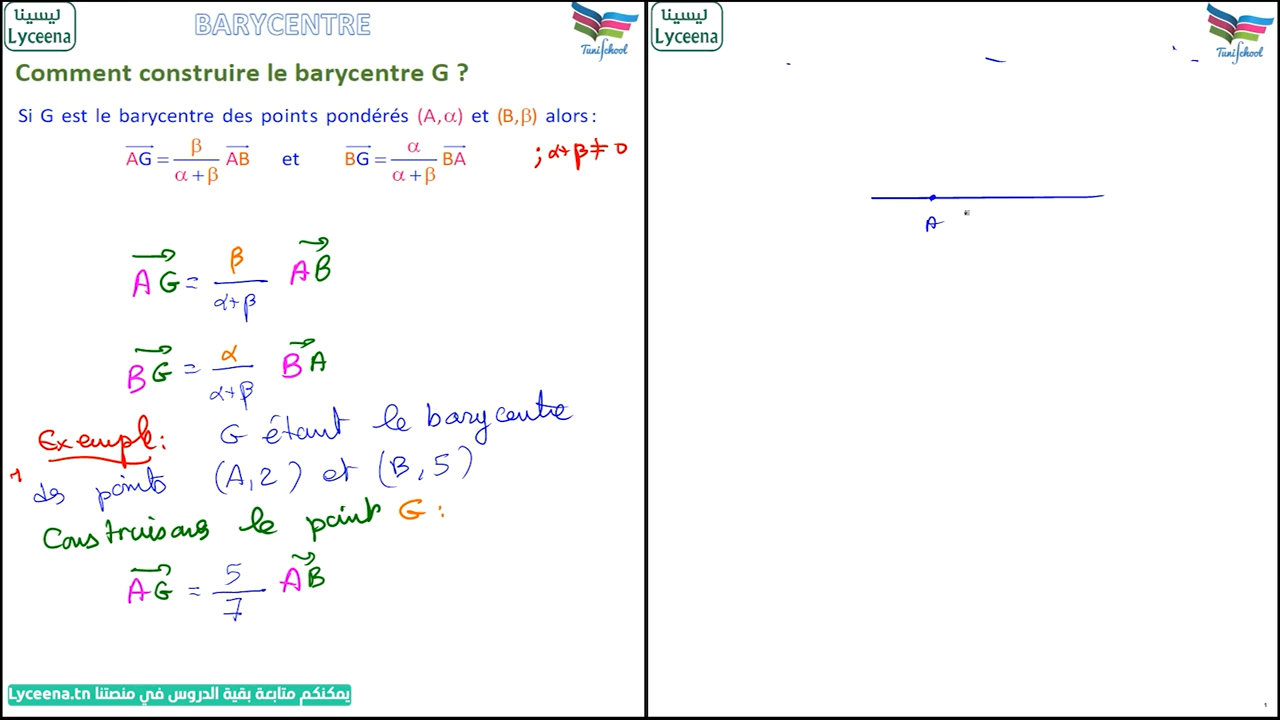 ليسينا
Lyceena
BARYCENTRE
TuniSchool
Comment construire le barycentre G ?
Si G est le barycentre des points pondérés (A,α) et (B,β) alors :
AG = β / (α + β) AB et BG = α / (α + β) BA ; α+β ≠ 0
AG = β / (α+β) AB
BG = α / (α+β) BA
Exemple: G étant le barycentre
des points (A,2) et (B,5)
Construisons le point G :
AG = 5/7 AB
Lyceena.tn يمكنكم متابعة بقية الدروس في منصتنا
ليسينا
Lyceena
TuniSchool
A
1